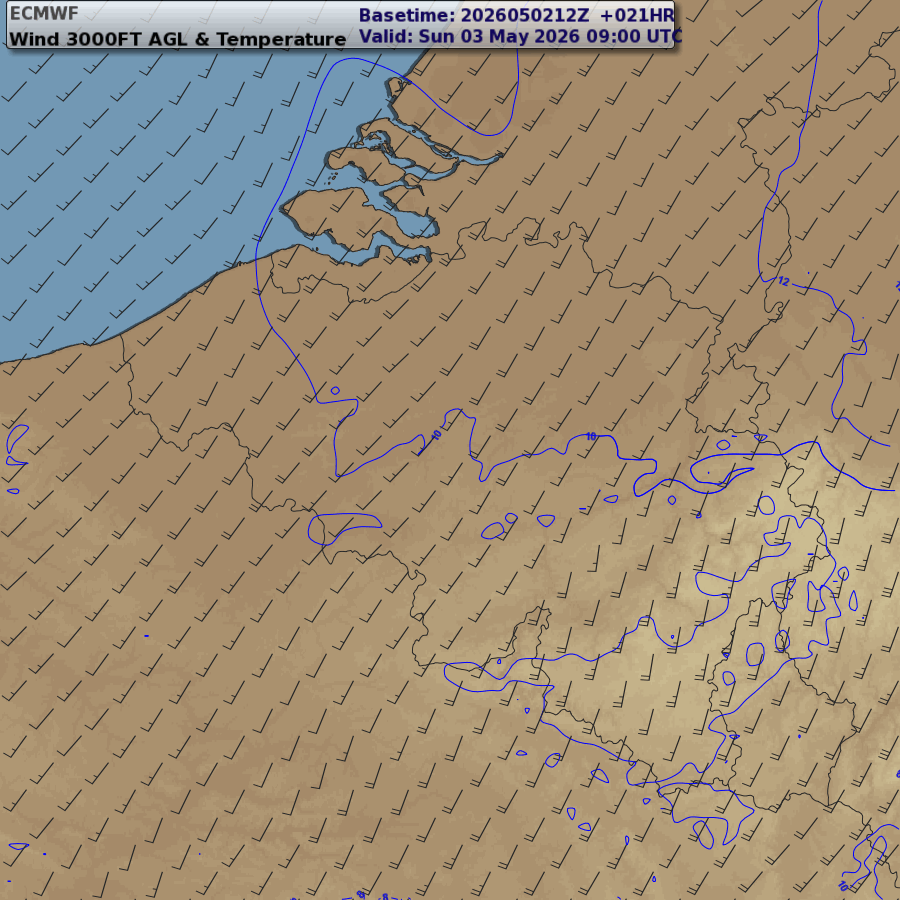 ECMWF
Basetime: 2026050212Z +021HR
Wind 3000FT AGL & Temperature
Valid: Sun 03 May 2026 09:00 UTC
12
10
10
10